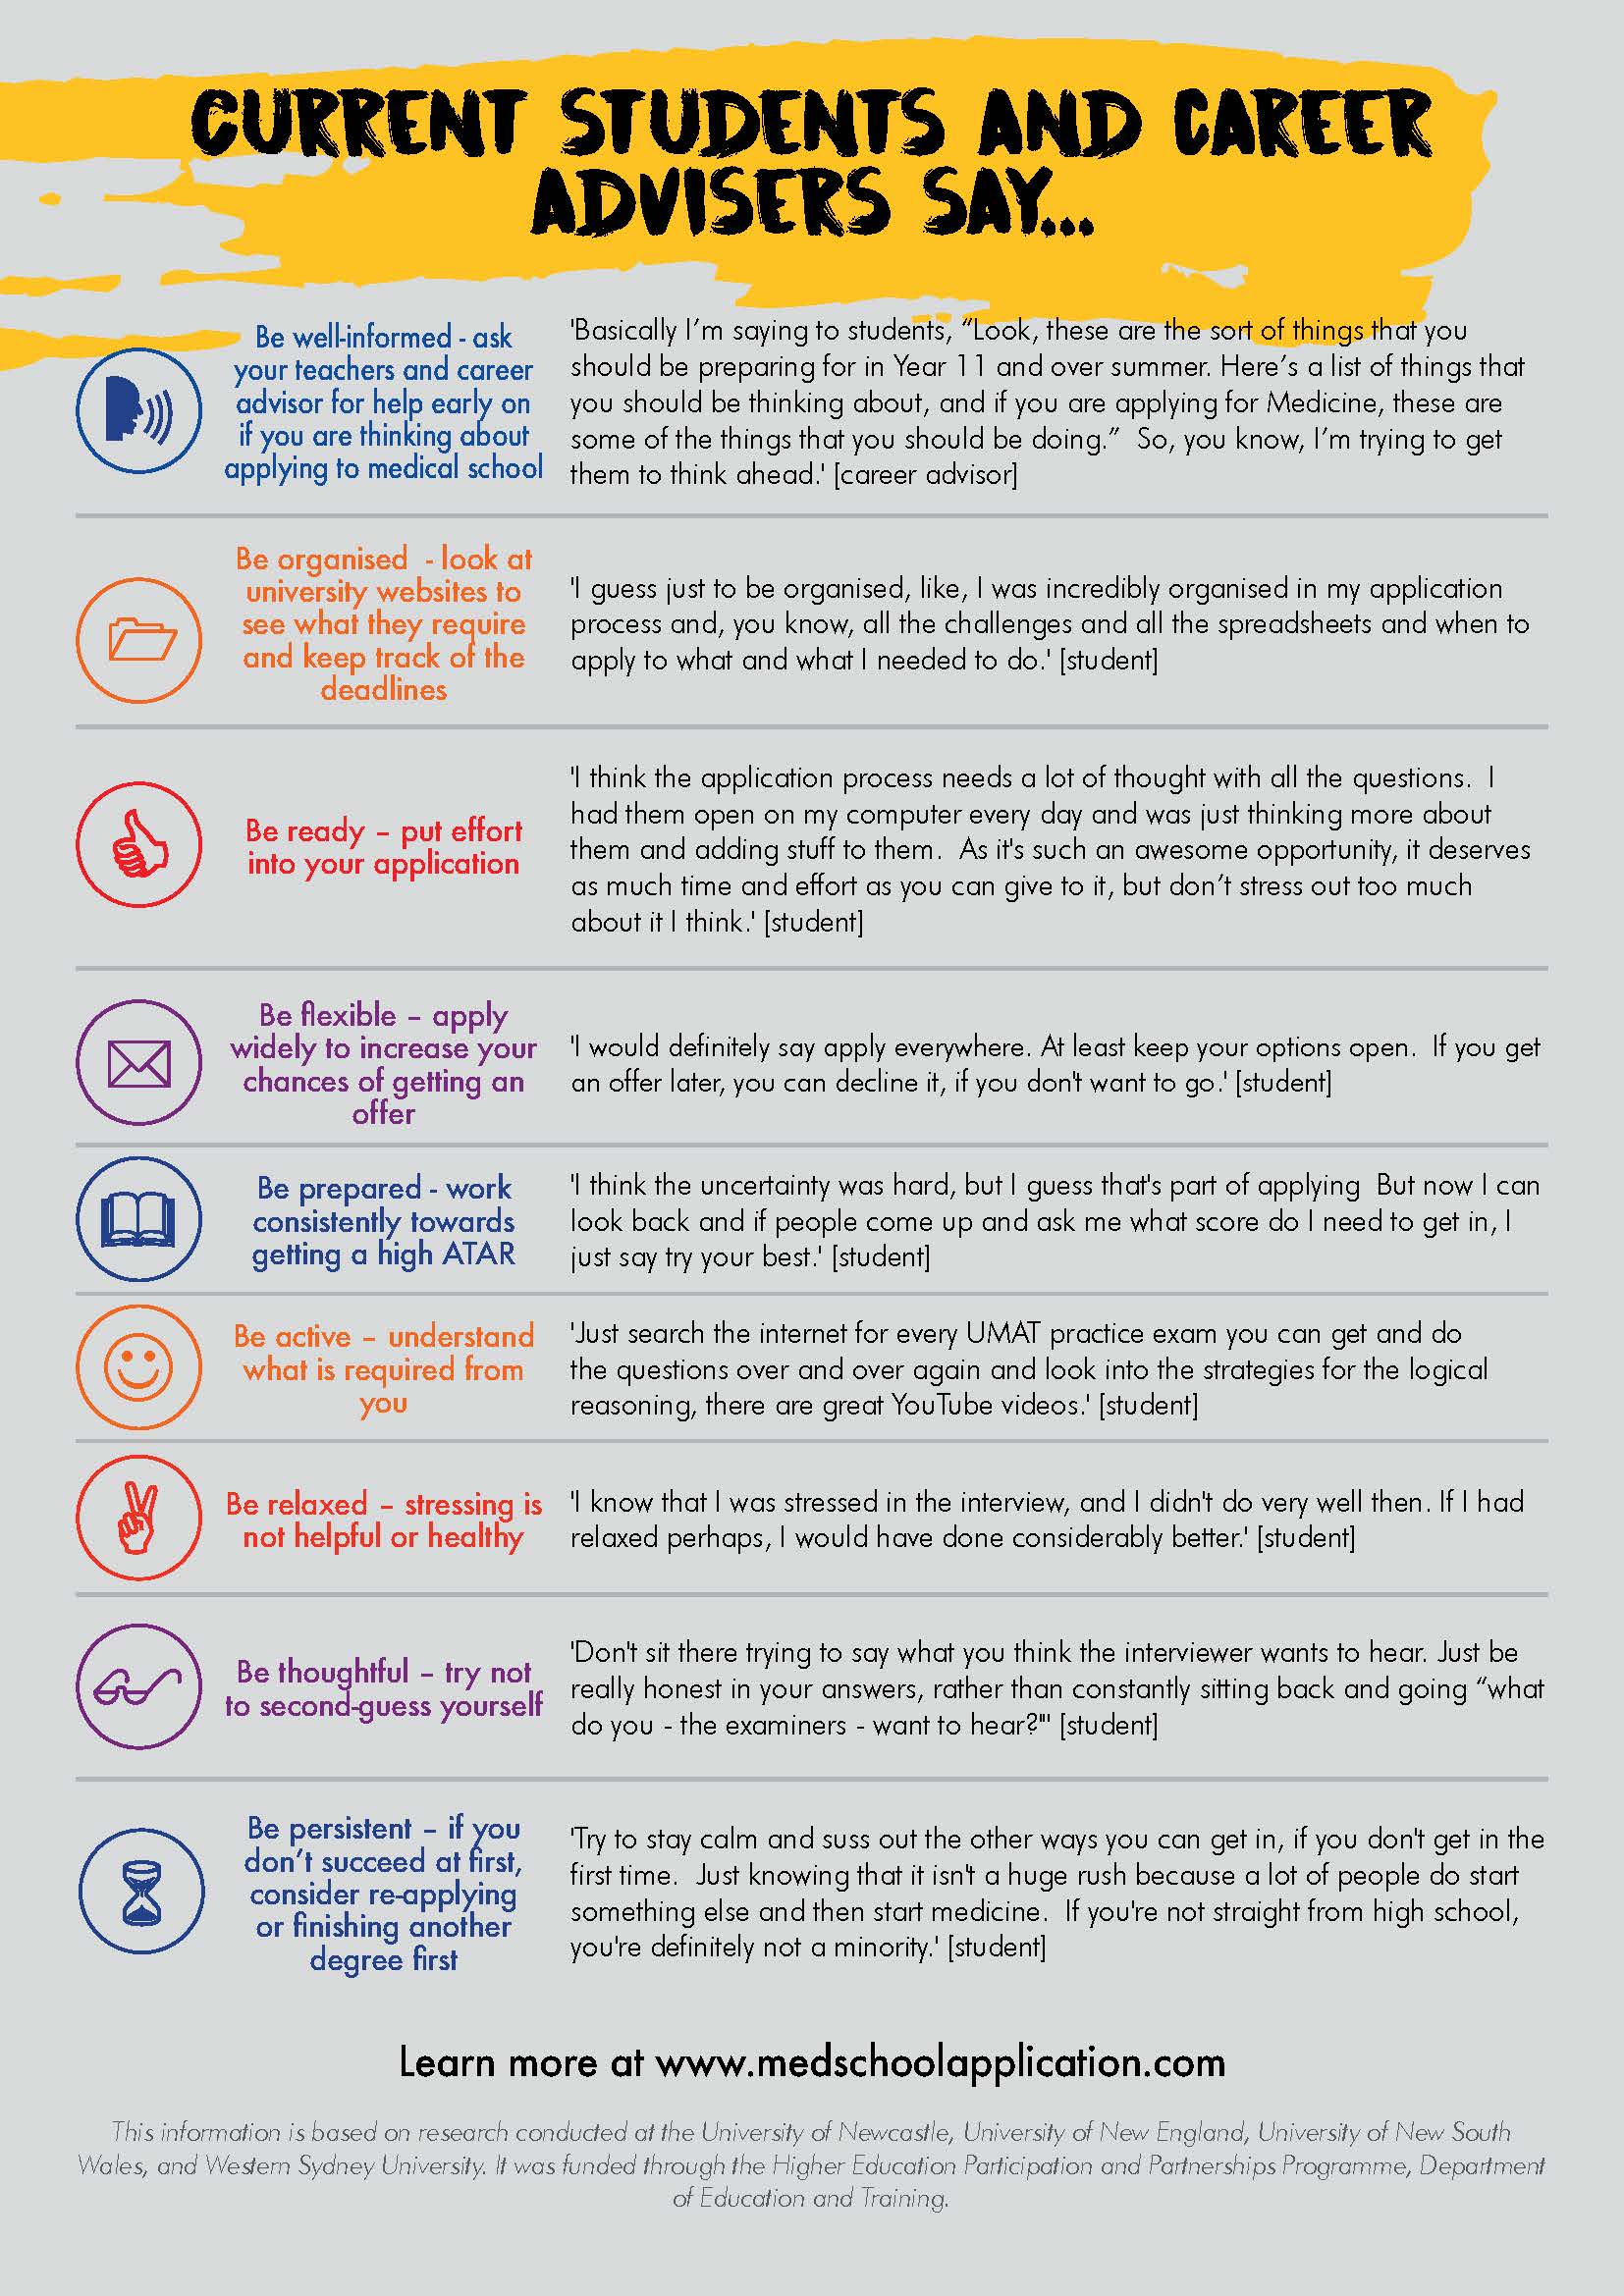 CURRENT STUDENTS AND CAREER
ADVISERS SAY...
Be well-informed - ask
your teachers and career
advisor for help early on
if you are thinking about
applying to medical school
'Basically I’m saying to students, “Look, these are the sort of things that you
should be preparing for in Year 11 and over summer. Here’s a list of things that
you should be thinking about, and if you are applying for Medicine, these are
some of the things that you should be doing.”  So, you know, I’m trying to get
them to think ahead.' [career advisor]
Be organised  - look at
university websites to
see what they require
and keep track of the
deadlines
'I guess just to be organised, like, I was incredibly organised in my application
process and, you know, all the challenges and all the spreadsheets and when to
apply to what and what I needed to do.' [student]
Be ready – put effort
into your application
'I think the application process needs a lot of thought with all the questions.  I
had them open on my computer every day and was just thinking more about
them and adding stuff to them.  As it's such an awesome opportunity, it deserves
as much time and effort as you can give to it, but don’t stress out too much
about it I think.' [student]
Be flexible – apply
widely to increase your
chances of getting an
offer
'I would definitely say apply everywhere. At least keep your options open.  If you get
an offer later, you can decline it, if you don't want to go.' [student]
Be prepared - work
consistently towards
getting a high ATAR
'I think the uncertainty was hard, but I guess that's part of applying  But now I can
look back and if people come up and ask me what score do I need to get in, I
just say try your best.' [student]
Be active – understand
what is required from
you
'Just search the internet for every UMAT practice exam you can get and do
the questions over and over again and look into the strategies for the logical
reasoning, there are great YouTube videos.' [student]
Be relaxed – stressing is
not helpful or healthy
'I know that I was stressed in the interview, and I didn't do very well then. If I had
relaxed perhaps, I would have done considerably better.' [student]
Be thoughtful – try not
to second-guess yourself
'Don't sit there trying to say what you think the interviewer wants to hear. Just be
really honest in your answers, rather than constantly sitting back and going “what
do you - the examiners - want to hear?"' [student]
Be persistent – if you
don’t succeed at first,
consider re-applying
or finishing another
degree first
'Try to stay calm and suss out the other ways you can get in, if you don't get in the
first time.  Just knowing that it isn't a huge rush because a lot of people do start
something else and then start medicine.  If you're not straight from high school,
you're definitely not a minority.' [student]
Learn more at www.medschoolapplication.com
This information is based on research conducted at the University of Newcastle, University of New England, University of New South
Wales, and Western Sydney University. It was funded through the Higher Education Participation and Partnerships Programme, Department
of Education and Training.